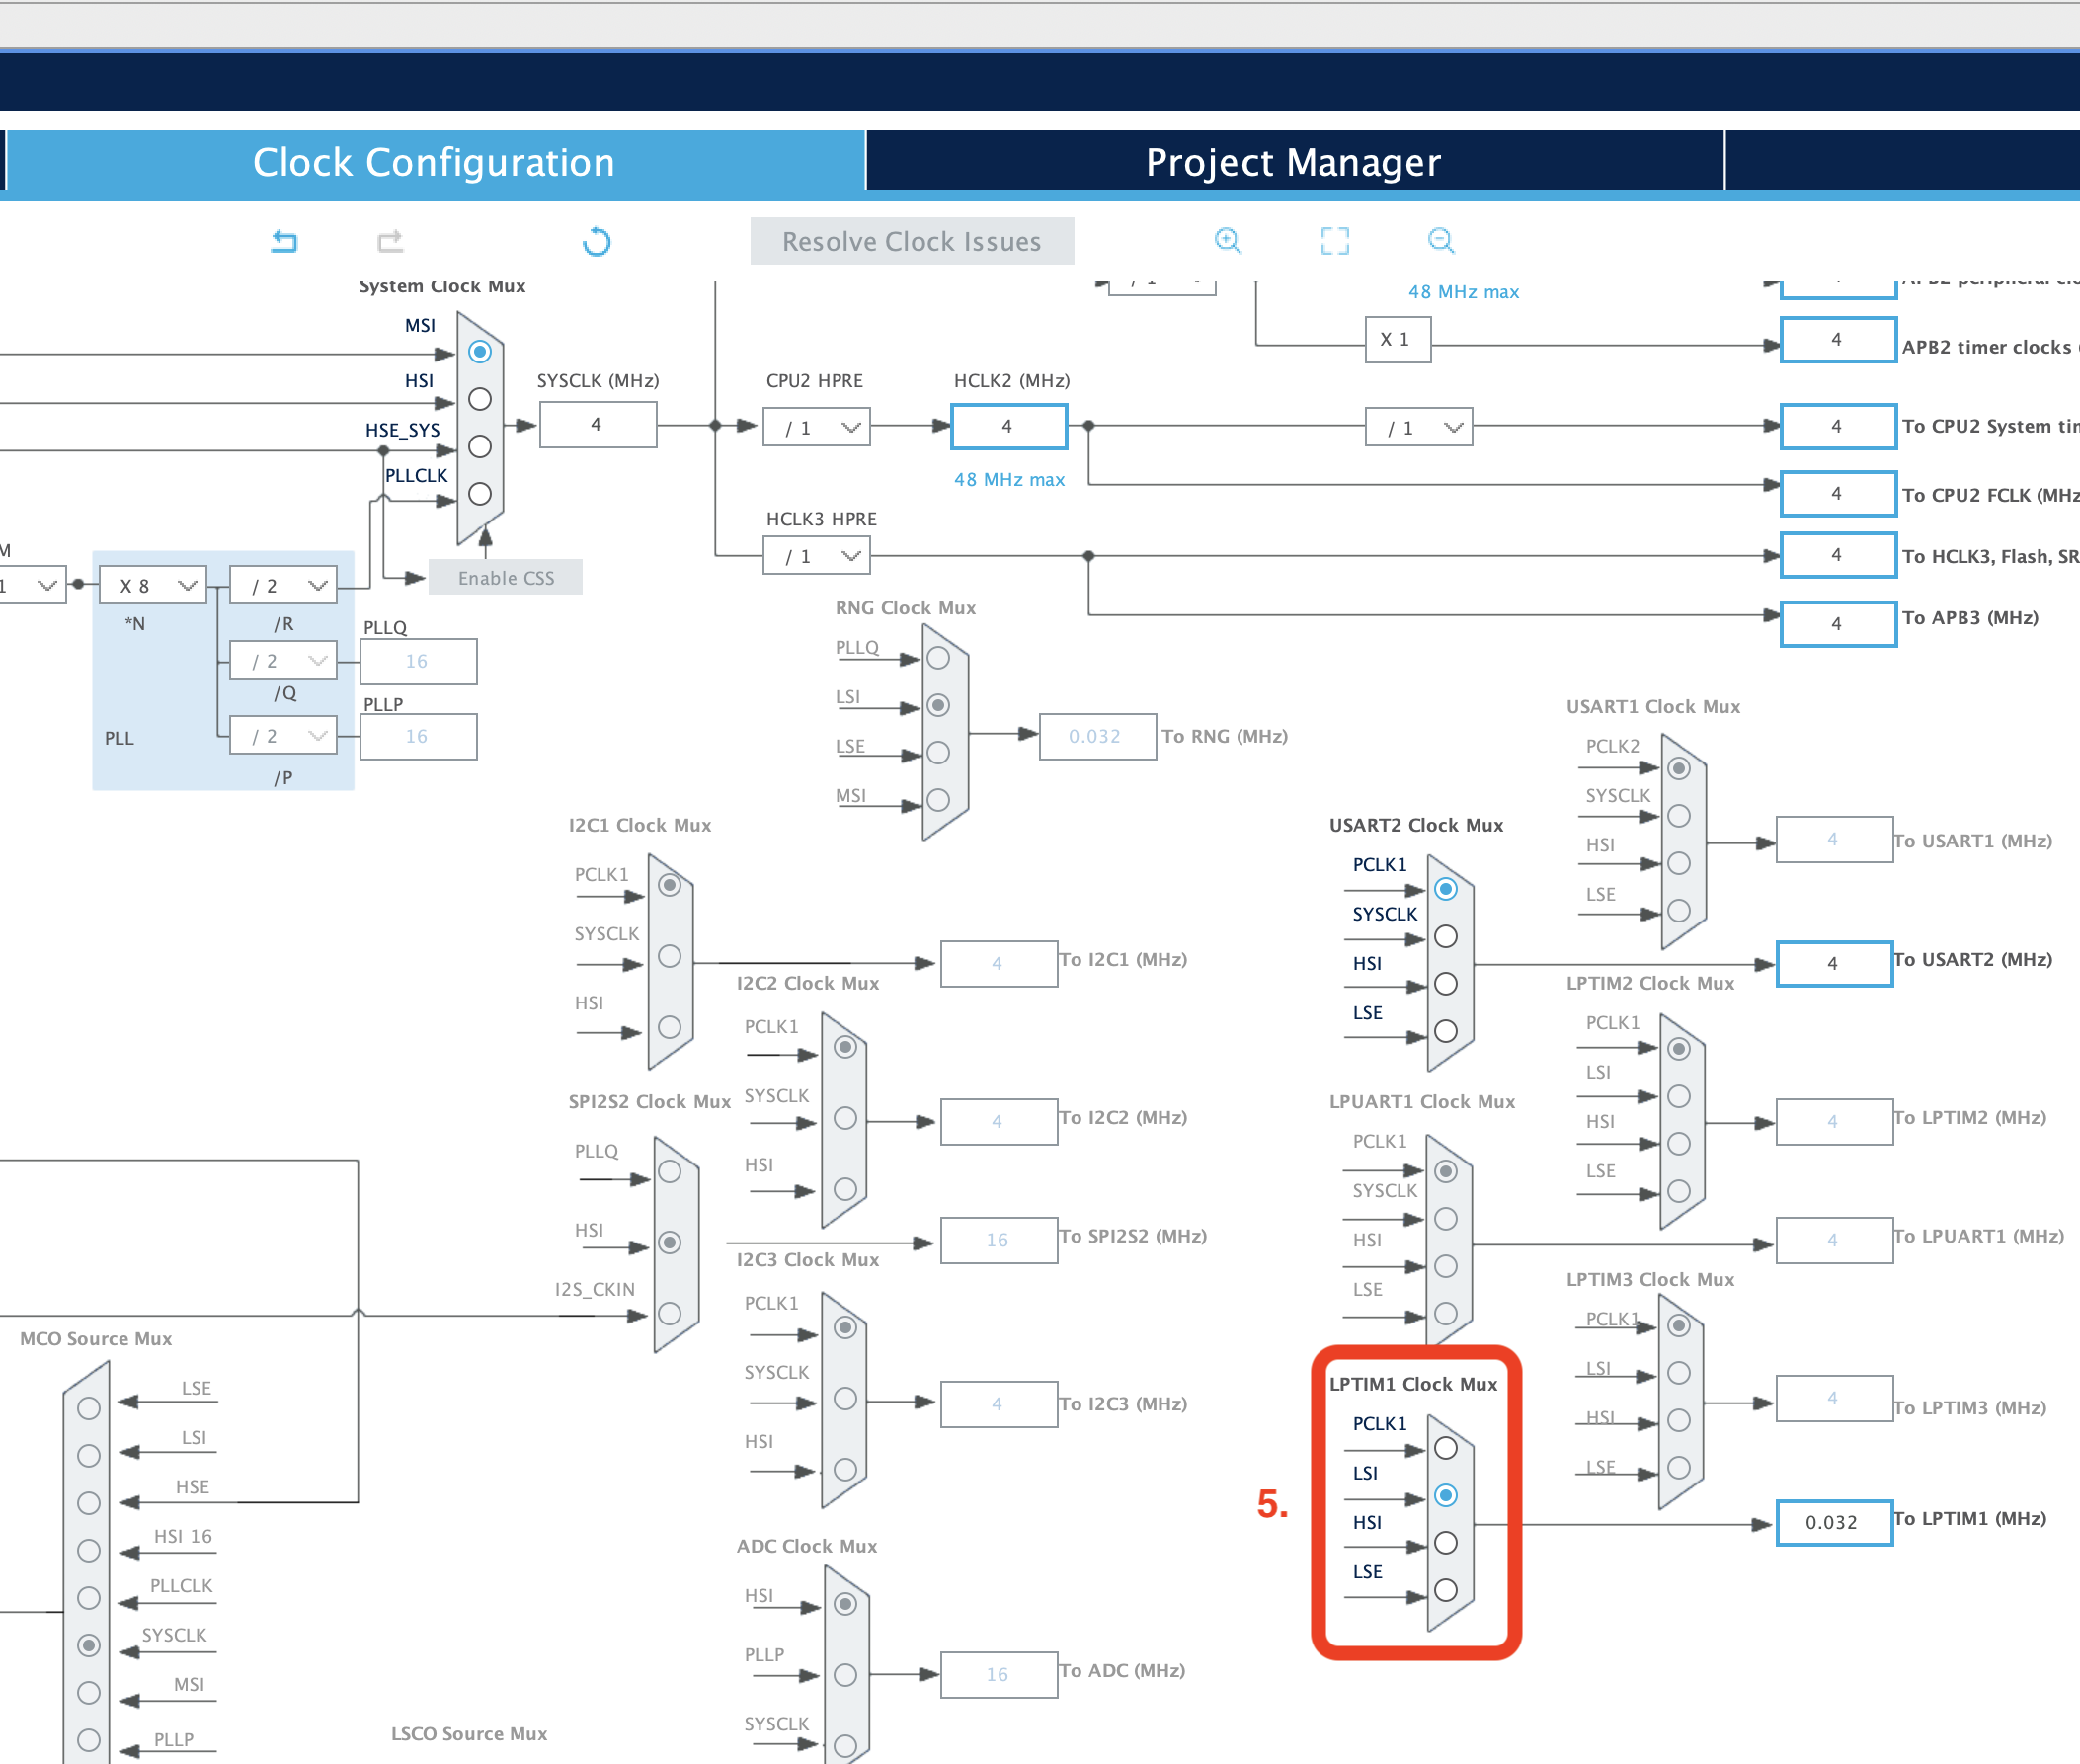 Clock Configuration
Project Manager
Resolve Clock Issues
System Clock Mux
MSI
HSI
HSE_SYS
PLLCLK
SYSCLK (MHz)
4
Enable CSS
CPU2 HPRE
/ 1
HCLK2 (MHz)
4
48 MHz max
HCLK3 HPRE
/ 1
/ 1
48 MHz max
X 1
4
APB2 timer clocks
/ 1
4
To CPU2 System
4
To CPU2 FCLK (MHz
4
To HCLK3, Flash, SR
4
To APB3 (MHz)
M
1
X 8
*N
/ 2
/R
/ 2
/Q
/ 2
/P
PLL
PLLQ
16
PLLP
16
RNG Clock Mux
PLLQ
LSI
LSE
MSI
0.032
To RNG (MHz)
USART1 Clock Mux
PCLK2
SYSCLK
HSI
LSE
4
To USART1 (MHz)
I2C1 Clock Mux
PCLK1
SYSCLK
HSI
4
To I2C1 (MHz)
USART2 Clock Mux
PCLK1
SYSCLK
HSI
LSE
4
To USART2 (MHz)
I2C2 Clock Mux
PCLK1
SYSCLK
HSI
4
To I2C2 (MHz)
LPTIM2 Clock Mux
PCLK1
LSI
HSI
LSE
4
To LPTIM2 (MHz)
SPI2S2 Clock Mux
PLLQ
HSI
I2S_CKIN
16
To SPI2S2 (MHz)
LPUART1 Clock Mux
PCLK1
SYSCLK
HSI
LSE
4
To LPUART1 (MHz)
I2C3 Clock Mux
PCLK1
SYSCLK
HSI
4
To I2C3 (MHz)
LPTIM3 Clock Mux
PCLK1
LSI
HSI
LSE
4
To LPTIM3 (MHz)
MCO Source Mux
LSE
LSI
HSE
HSI 16
PLLCLK
SYSCLK
MSI
PLLP
5.
LPTIM1 Clock Mux
PCLK1
LSI
HSI
LSE
0.032
To LPTIM1 (MHz)
ADC Clock Mux
HSI
PLLP
SYSCLK
16
To ADC (MHz)
LSCO Source Mux